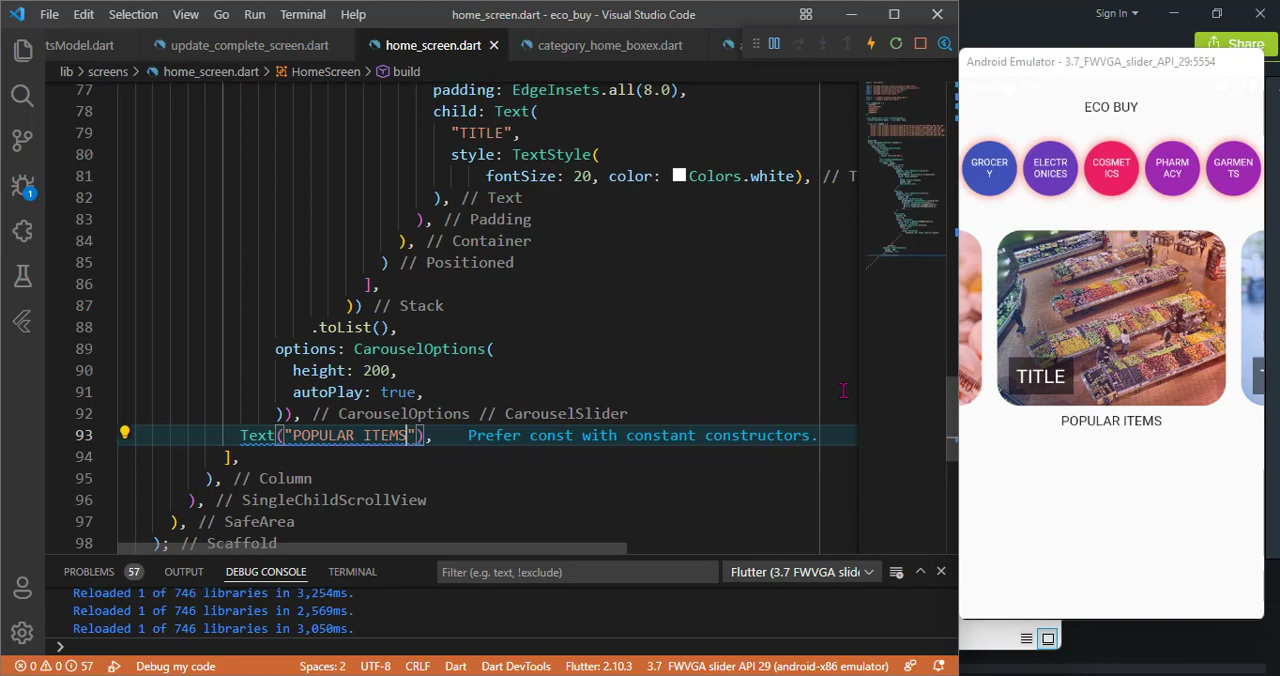 File Edit Selection View Go Run Terminal Help home_screen.dart - eco_buy - Visual Studio Code
Sign In
tsModel.dart update_complete_screen.dart home_screen.dart category_home_boxex.dart
Share
lib > screens > home_screen.dart > HomeScreen > build
Android Emulator - 3.7_FWVGA_slider_API_29:5554
77 padding: EdgeInsets.all(8.0),
78 child: Text(
79 "TITLE",
80 style: TextStyle(
81 fontSize: 20, color: Colors.white), // T
82 ), // Text
83 ), // Padding
84 ), // Container
85 ) // Positioned
86 ],
87 )) // Stack
88 .toList(),
89 options: CarouselOptions(
90 height: 200,
91 autoPlay: true,
92 )), // CarouselOptions // CarouselSlider
93 Text("POPULAR ITEMS"), Prefer const with constant constructors.
94 ],
95 ), // Column
96 ), // SingleChildScrollView
97 ), // SafeArea
98 ); // Scaffold
ECO BUY
GROCER
Y
ELECTR
ONICES
COSMET
ICS
PHARM
ACY
GARMEN
TS
TITLE
POPULAR ITEMS
1
PROBLEMS 57 OUTPUT DEBUG CONSOLE TERMINAL Filter (e.g. text, !exclude) Flutter (3.7 FWVGA slide
Reloaded 1 of 746 libraries in 3,254ms.
Reloaded 1 of 746 libraries in 2,569ms.
Reloaded 1 of 746 libraries in 3,050ms.
>
0 0 57 Debug my code Spaces: 2 UTF-8 CRLF Dart Dart DevTools Flutter: 2.10.3 3.7 FWVGA slider API 29 (android-x86 emulator)